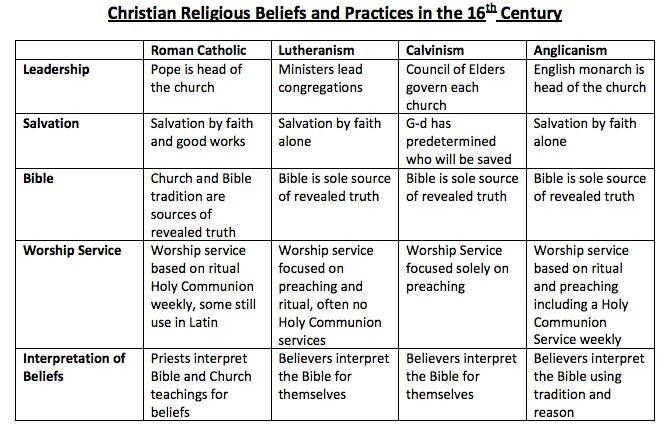 Christian Religious Beliefs and Practices in the 16th Century
Roman Catholic Lutheranism Calvinism Anglicanism
Leadership
Pope is head of
the church
Ministers lead
congregations
Council of Elders
govern each
church
English monarch is
head of the church
Salvation
Salvation by faith
and good works
Salvation by faith
alone
G-d has
predetermined
who will be saved
Salvation by faith
alone
Bible
Church and Bible
tradition are
sources of
revealed truth
Bible is sole source
of revealed truth
Bible is sole source
of revealed truth
Bible is sole source
of revealed truth
Worship Service
Worship service
based on ritual
Holy Communion
weekly, some still
use in Latin
Worship service
focused on
preaching and
ritual, often no
Holy Communion
services
Worship Service
focused solely on
preaching
Worship service
based on ritual
and preaching
including a Holy
Communion
Service weekly
Interpretation of
Beliefs
Priests interpret
Bible and Church
teachings for
beliefs
Believers interpret
the Bible for
themselves
Believers interpret
the Bible for
themselves
Believers interpret
the Bible using
tradition and
reason